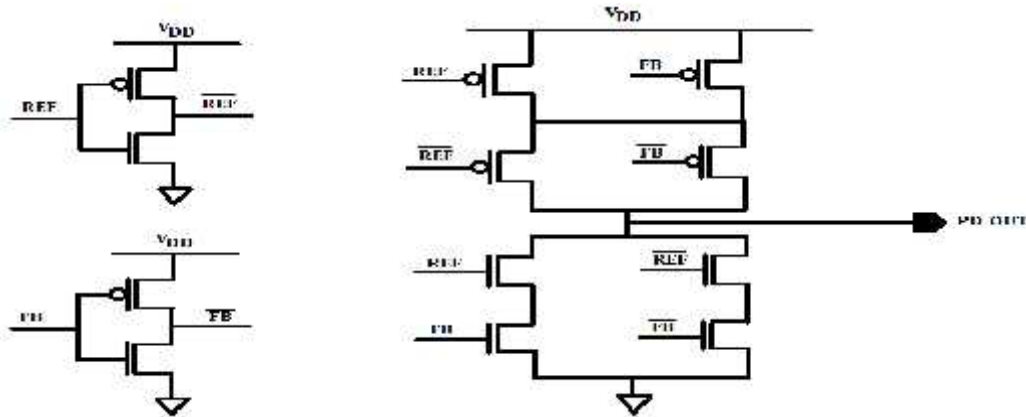 VDD
REF
REF̅
VDD
FB
FB̅
VDD
REF
FB
REF̅
FB̅
PD OUT
REF
REF̅
FB
FB̅